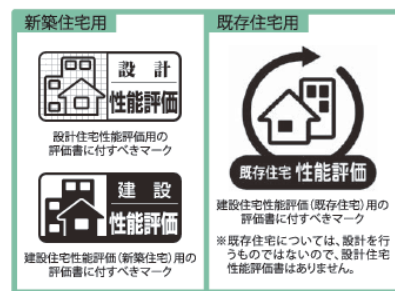 新築住宅用
設 計
性能評価
設計住宅性能評価用の
評価書に付すべきマーク
建 設
性能評価
建設住宅性能評価(新築住宅)用の
評価書に付すべきマーク
既存住宅用
既存住宅 性能評価
建設住宅性能評価(既存住宅)用の
評価書に付すべきマーク
※既存住宅については、設計を行
うものではないので、設計住宅
性能評価書はありません。